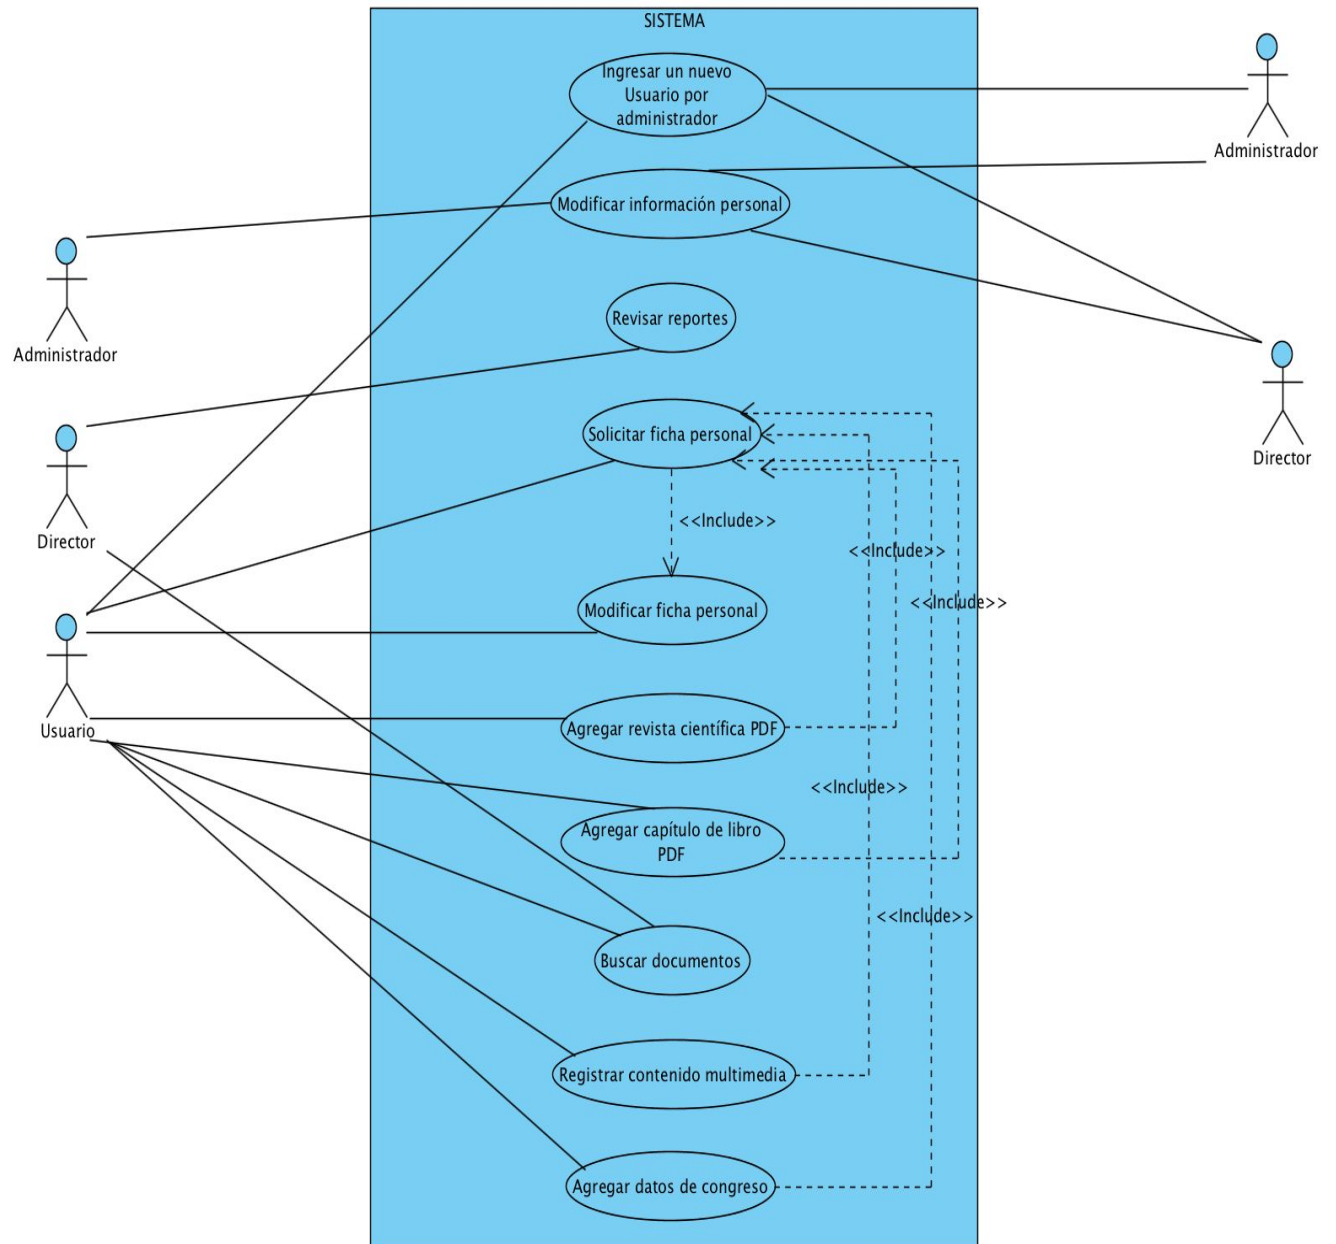 SISTEMA
Ingresar un nuevo
Usuario por
administrador
Administrador
Modificar información personal
Administrador
Revisar reportes
Solicitar ficha personal
Director
<<Include>>
Director
<<Include>>
<<Include>>
Modificar ficha personal
Usuario
Agregar revista científica PDF
<<Include>>
Agregar capítulo de libro
PDF
<<Include>>
Buscar documentos
Registrar contenido multimedia
Agregar datos de congreso